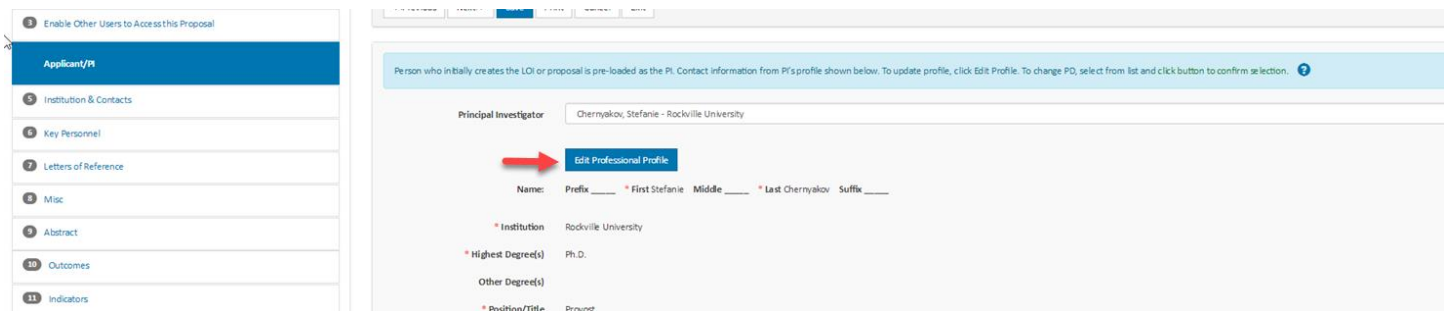 3 Enable Other Users to Access this Proposal
Applicant/PI
5 Institution & Contacts
6 Key Personnel
7 Letters of Reference
8 Misc
9 Abstract
10 Outcomes
11 Indicators
Person who initially creates the LOI or proposal is pre-loaded as the PI. Contact information from PI's profile shown below. To update profile, click Edit Profile. To change PD, select from list and click button to confirm selection. ?
Principal Investigator Chernyakov, Stefanie - Rockville University
Edit Professional Profile
Name: Prefix _____ * First Stefanie Middle _____ * Last Chernyakov Suffix _____
* Institution Rockville University
* Highest Degree(s) Ph.D.
Other Degree(s)
* Position/Title Provost